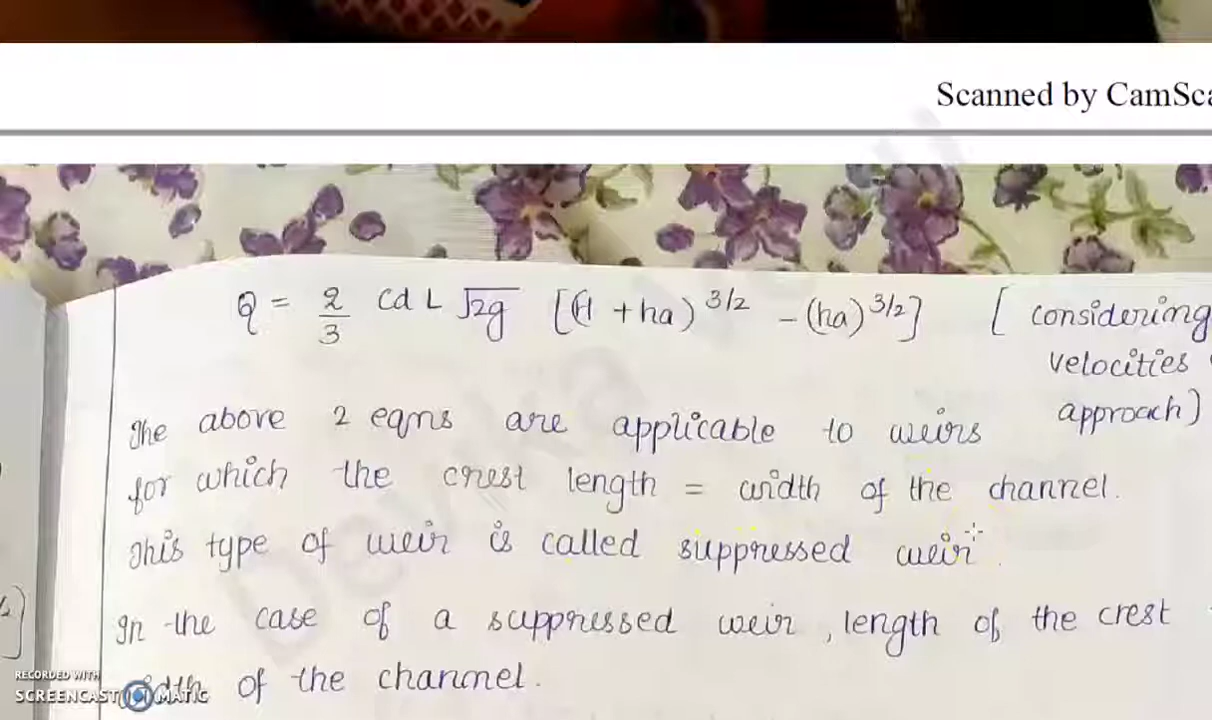 Scanned by CamSca
Q = 2/3 Cd L √2g [(H + ha)^3/2 - (ha)^3/2] [ considering
velocities
approach)
The above 2 eqns are applicable to weirs
for which the crest length = width of the channel.
This type of weir is called suppressed weir.
In the case of a suppressed weir, length of the crest
width of the channel.
RECORDED WITH
SCREENCAST O MATIC